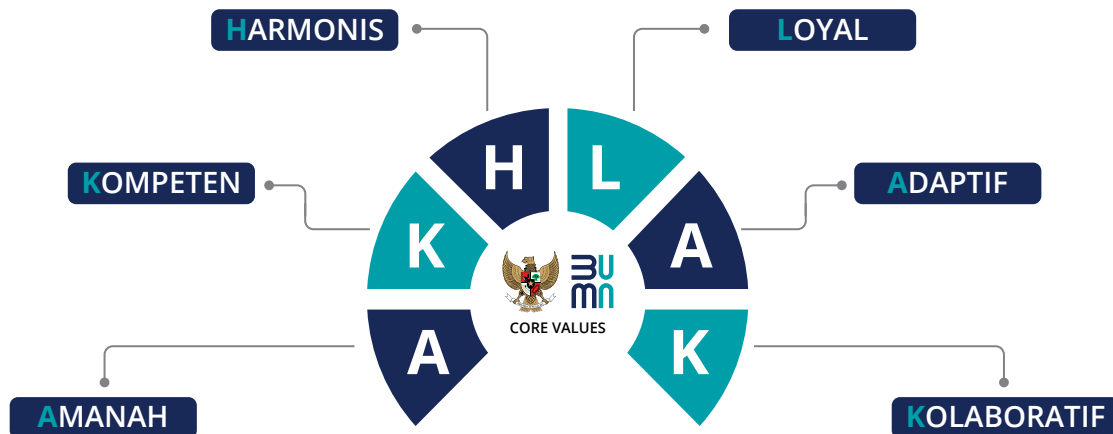 HARMONIS
LOYAL
KOMPETEN
ADAPTIF
H
L
K
A
BUMN
CORE VALUES
A
K
AMANAH
KOLABORATIF